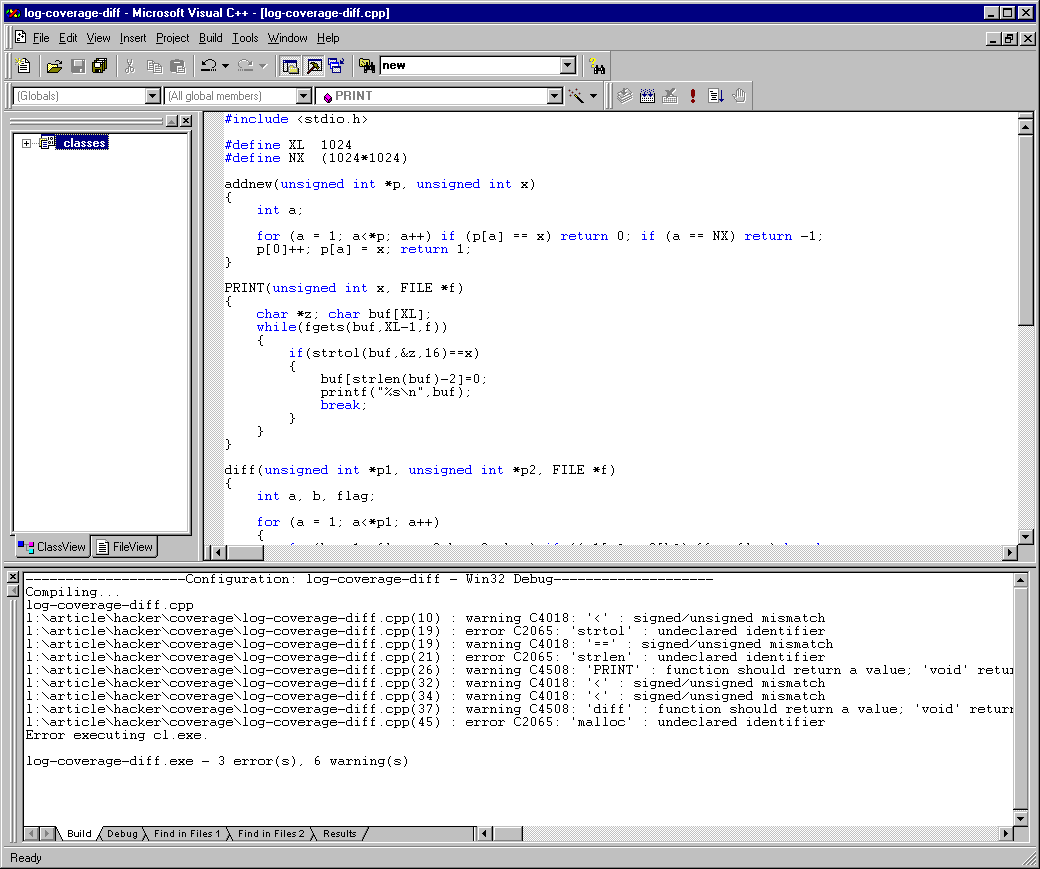 log-coverage-diff - Microsoft Visual C++ - [log-coverage-diff.cpp]
File Edit View Insert Project Build Tools Window Help
new
(Globals) (All global members) PRINT
classes
ClassView FileView
#include <stdio.h>
#define XL  1024
#define NX  (1024*1024)
addnew(unsigned int *p, unsigned int x)
{
    int a;
    for (a = 1; a<*p; a++) if (p[a] == x) return 0; if (a == NX) return -1;
    p[0]++; p[a] = x; return 1;
}
PRINT(unsigned int x, FILE *f)
{
    char *z; char buf[XL];
    while(fgets(buf,XL-1,f))
    {
        if(strtol(buf,&z,16)==x)
        {
            buf[strlen(buf)-2]=0;
            printf("%s\n",buf);
            break;
        }
    }
}
diff(unsigned int *p1, unsigned int *p2, FILE *f)
{
    int a, b, flag;
    for (a = 1; a<*p1; a++)
    {
--------------------Configuration: log-coverage-diff - Win32 Debug--------------------
Compiling...
log-coverage-diff.cpp
l:\article\hacker\coverage\log-coverage-diff.cpp(10) : warning C4018: '<' : signed/unsigned mismatch
l:\article\hacker\coverage\log-coverage-diff.cpp(19) : error C2065: 'strtol' : undeclared identifier
l:\article\hacker\coverage\log-coverage-diff.cpp(19) : warning C4018: '==' : signed/unsigned mismatch
l:\article\hacker\coverage\log-coverage-diff.cpp(21) : error C2065: 'strlen' : undeclared identifier
l:\article\hacker\coverage\log-coverage-diff.cpp(26) : warning C4508: 'PRINT' : function should return a value; 'void' retu
l:\article\hacker\coverage\log-coverage-diff.cpp(32) : warning C4018: '<' : signed/unsigned mismatch
l:\article\hacker\coverage\log-coverage-diff.cpp(34) : warning C4018: '<' : signed/unsigned mismatch
l:\article\hacker\coverage\log-coverage-diff.cpp(37) : warning C4508: 'diff' : function should return a value; 'void' return
l:\article\hacker\coverage\log-coverage-diff.cpp(45) : error C2065: 'malloc' : undeclared identifier
Error executing cl.exe.
log-coverage-diff.exe - 3 error(s), 6 warning(s)
Build Debug Find in Files 1 Find in Files 2 Results
Ready